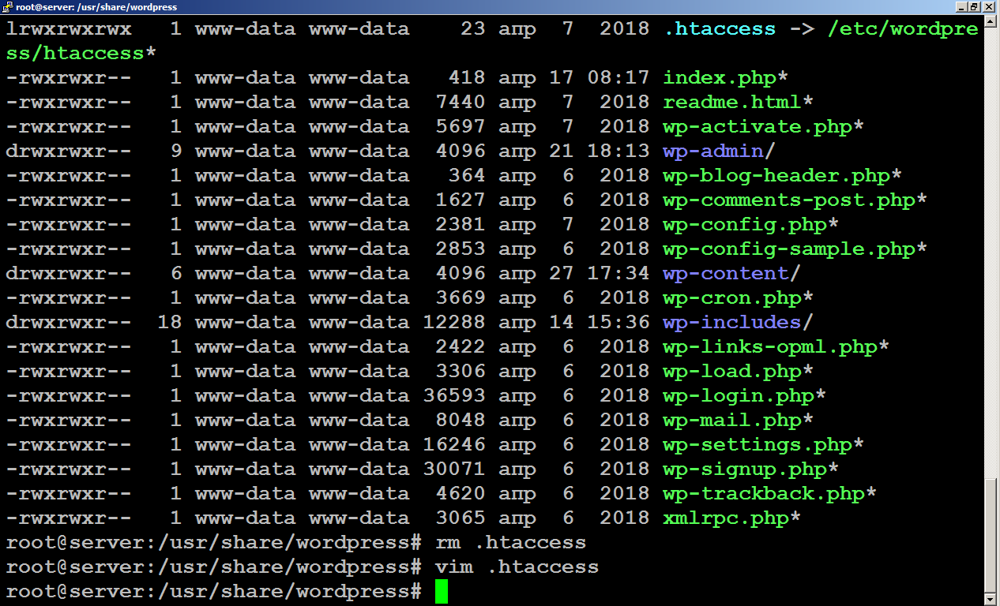 root@server: /usr/share/wordpress
lrwxrwxrwx   1 www-data www-data    23 апр  7  2018 .htaccess -> /etc/wordpre
ss/htaccess*
-rwxrwxr--   1 www-data www-data   418 апр 17 08:17 index.php*
-rwxrwxr--   1 www-data www-data  7440 апр  7  2018 readme.html*
-rwxrwxr--   1 www-data www-data  5697 апр  7  2018 wp-activate.php*
drwxrwxr--   9 www-data www-data  4096 апр 21 18:13 wp-admin/
-rwxrwxr--   1 www-data www-data   364 апр  6  2018 wp-blog-header.php*
-rwxrwxr--   1 www-data www-data  1627 апр  6  2018 wp-comments-post.php*
-rwxrwxr--   1 www-data www-data  2381 апр  7  2018 wp-config.php*
-rwxrwxr--   1 www-data www-data  2853 апр  6  2018 wp-config-sample.php*
drwxrwxr--   6 www-data www-data  4096 апр 27 17:34 wp-content/
-rwxrwxr--   1 www-data www-data  3669 апр  6  2018 wp-cron.php*
drwxrwxr--  18 www-data www-data 12288 апр 14 15:36 wp-includes/
-rwxrwxr--   1 www-data www-data  2422 апр  6  2018 wp-links-opml.php*
-rwxrwxr--   1 www-data www-data  3306 апр  6  2018 wp-load.php*
-rwxrwxr--   1 www-data www-data 36593 апр  6  2018 wp-login.php*
-rwxrwxr--   1 www-data www-data  8048 апр  6  2018 wp-mail.php*
-rwxrwxr--   1 www-data www-data 16246 апр  6  2018 wp-settings.php*
-rwxrwxr--   1 www-data www-data 30071 апр  6  2018 wp-signup.php*
-rwxrwxr--   1 www-data www-data  4620 апр  6  2018 wp-trackback.php*
-rwxrwxr--   1 www-data www-data  3065 апр  6  2018 xmlrpc.php*
root@server:/usr/share/wordpress# rm .htaccess
root@server:/usr/share/wordpress# vim .htaccess
root@server:/usr/share/wordpress#